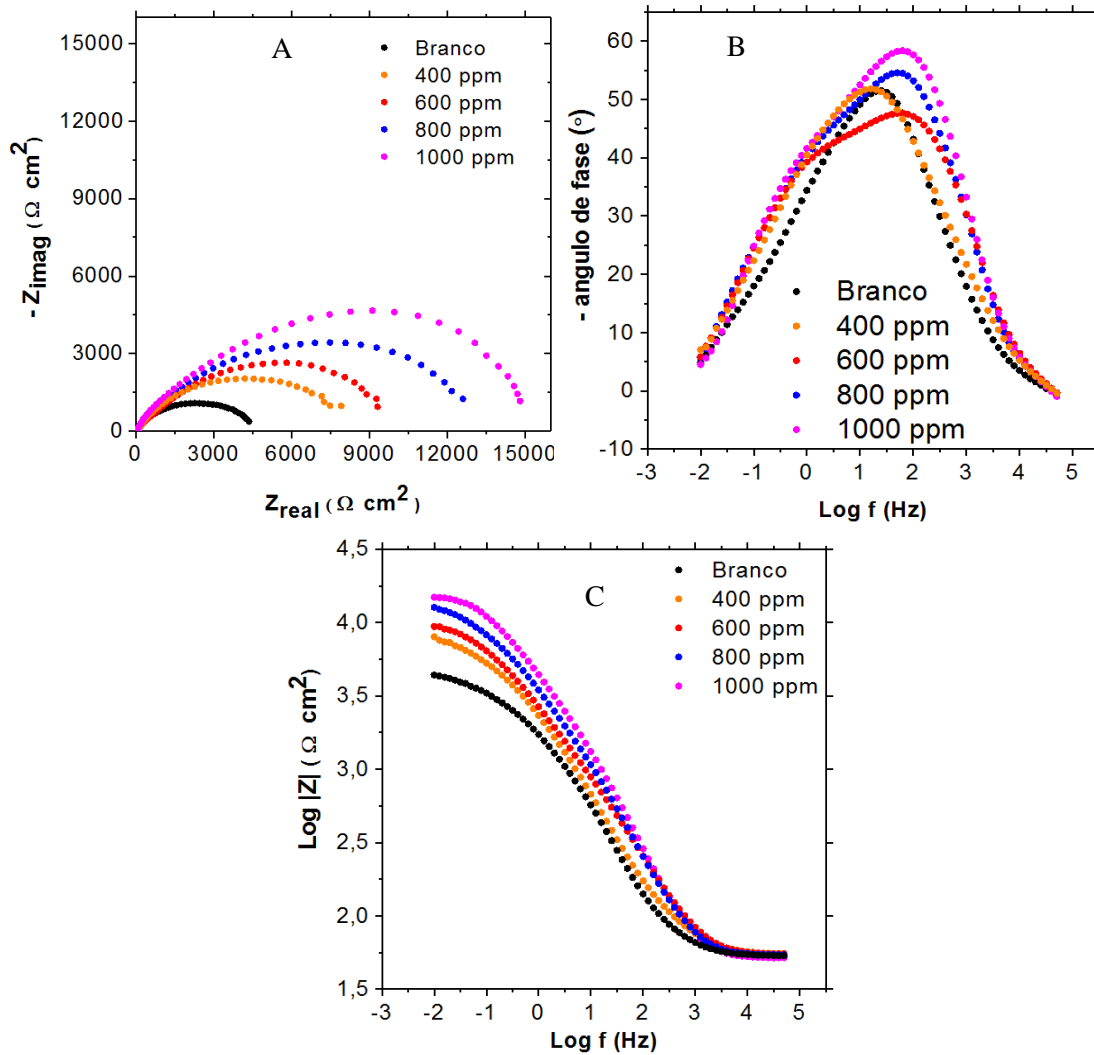 A
15000
12000
9000
6000
3000
0
- Zimag (Ω cm2)
0 3000 6000 9000 12000 15000
Zreal (Ω cm2)
Branco
400 ppm
600 ppm
800 ppm
1000 ppm
B
60
50
40
30
20
10
0
-10
- angulo de fase (°)
-3 -2 -1 0 1 2 3 4 5
Log f (Hz)
Branco
400 ppm
600 ppm
800 ppm
1000 ppm
C
4,5
4,0
3,5
3,0
2,5
2,0
1,5
Log |Z| (Ω cm2)
-3 -2 -1 0 1 2 3 4 5
Log f (Hz)
Branco
400 ppm
600 ppm
800 ppm
1000 ppm